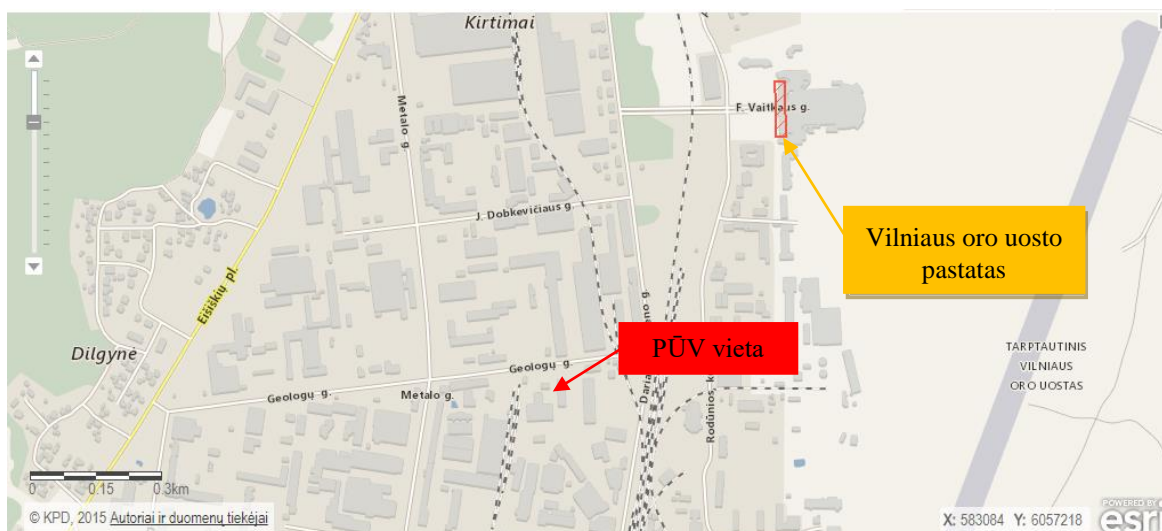 Kirtimai
Metalo g.
F. Vaitkaus g.
J. Dobkevičiaus g.
Vilniaus oro uosto
pastatas
Eišiškių pl.
Dilgynė
PŪV vieta
Geologų g.
Geologų g.
Metalo g.
TARPTAUTINIS
VILNIAUS
ORO UOSTAS
0 0.15 0.3km
© KPD, 2015 Autoriai ir duomenų tiekėjai
POWERED BY
esri
X: 583084 Y: 6057218